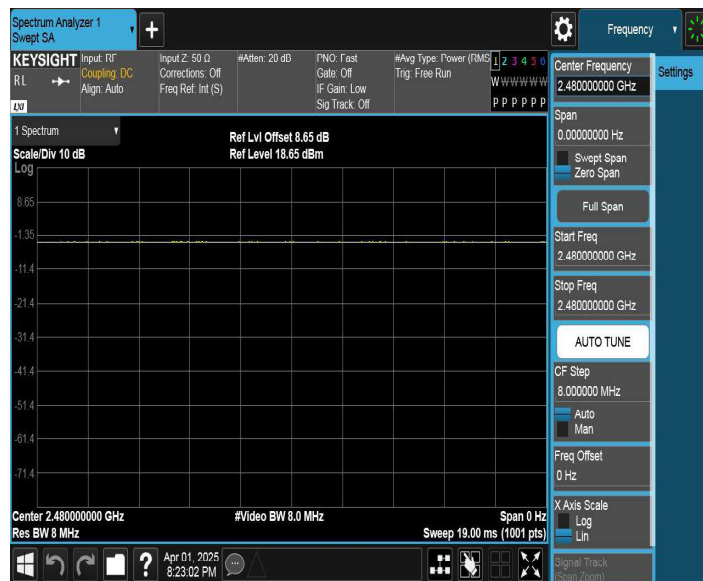 Spectrum Analyzer 1
Swept SA
+
Frequency
KEYSIGHT
RL
LXI
Input: RF
Coupling: DC
Align: Auto
Input Z: 50 Ω
Corrections: Off
Freq Ref: Int (S)
#Atten: 20 dB
PNO: Fast
Gate: Off
IF Gain: Low
Sig Track: Off
#Avg Type: Power (RMS
Trig: Free Run
1 2 3 4 5 6
W W W W W W
P P P P P P
1 Spectrum
Scale/Div 10 dB
Ref Lvl Offset 8.65 dB
Ref Level 18.65 dBm
Log
8.65
-1.35
-11.4
-21.4
-31.4
-41.4
-51.4
-61.4
-71.4
Center 2.480000000 GHz
#Video BW 8.0 MHz
Span 0 Hz
Res BW 8 MHz
Sweep 19.00 ms (1001 pts)
Center Frequency
2.480000000 GHz
Settings
Span
0.00000000 Hz
Swept Span
Zero Span
Full Span
Start Freq
2.480000000 GHz
Stop Freq
2.480000000 GHz
AUTO TUNE
CF Step
8.000000 MHz
Auto
Man
Freq Offset
0 Hz
X Axis Scale
Log
Lin
Signal Track
(Span Zoom)
?
Apr 01, 2025
8:23:02 PM